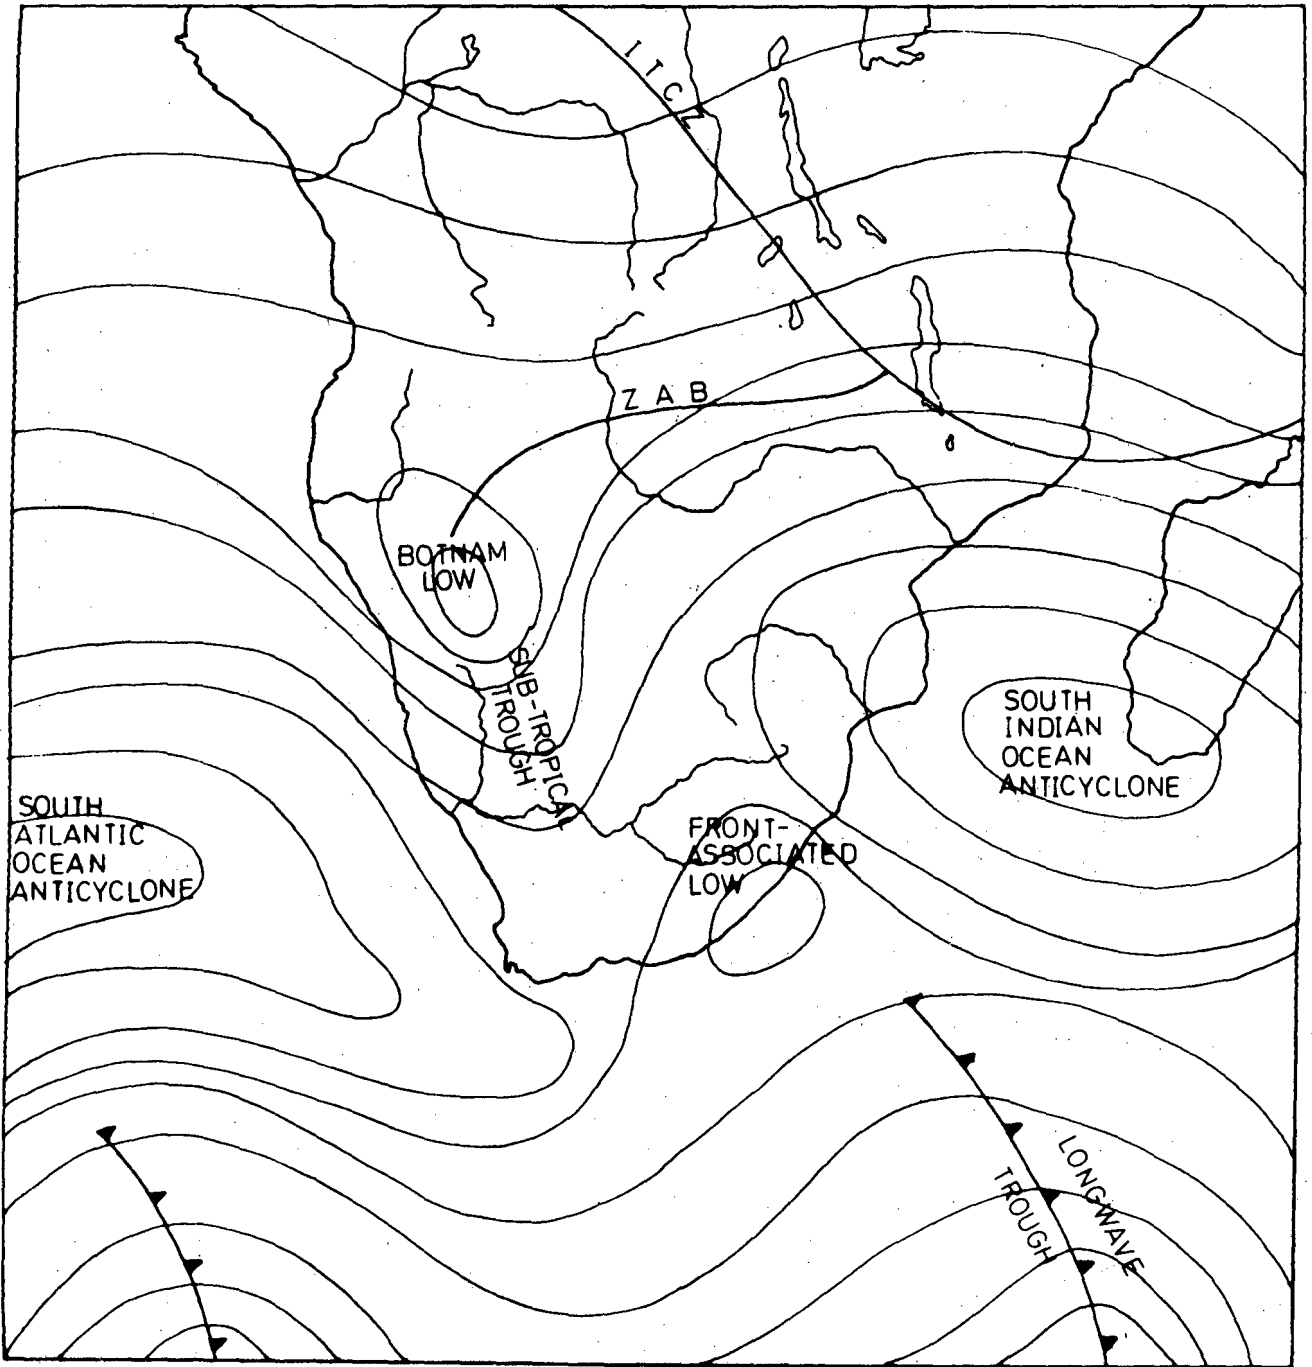 ITCZ
ZAB
BOTNAM
LOW
SUB-TROPICAL
TROUGH
SOUTH
INDIAN
OCEAN
ANTICYCLONE
SOUTH
ATLANTIC
OCEAN
ANTICYCLONE
FRONT-
ASSOCIATED
LOW
LONGWAVE
TROUGH